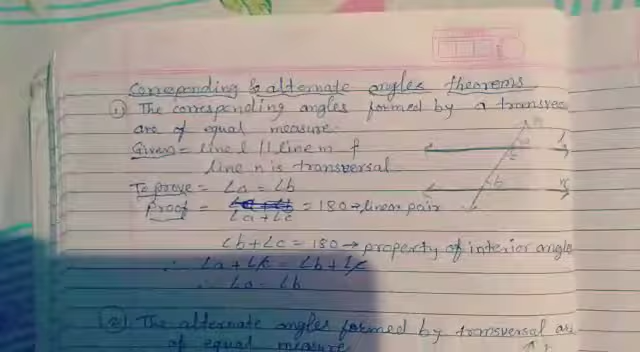 Corresponding & alternate angles theorems
① The corresponding angles formed by a transver
are of equal measure.
Given = line l || line m &
line n is transversal
To prove = ∠a = ∠b
Proof = ∠a + ∠c = 180 → linear pair
∠b + ∠c = 180 → property of interior angle
∴ ∠a + ∠c = ∠b + ∠c
∴ ∠a = ∠b
② The alternate angles formed by transversal are
of equal measure